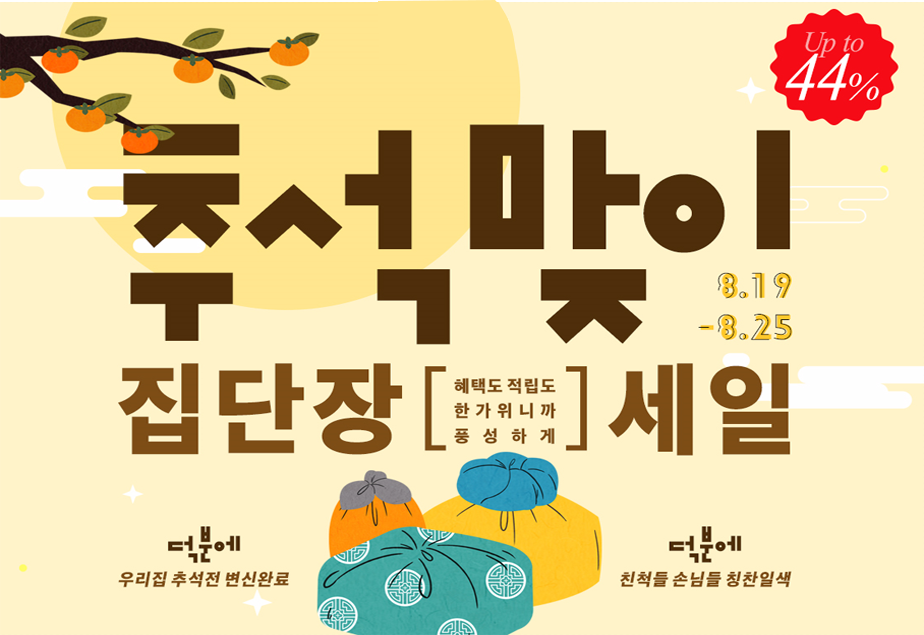 Up to
44%
추석 맞이
8.19
-8.25
집단장
혜택도 적립도
한가위니까
풍성하게
세일
덕분에
우리집 추석전 변신완료
덕분에
친척들 손님들 칭찬일색